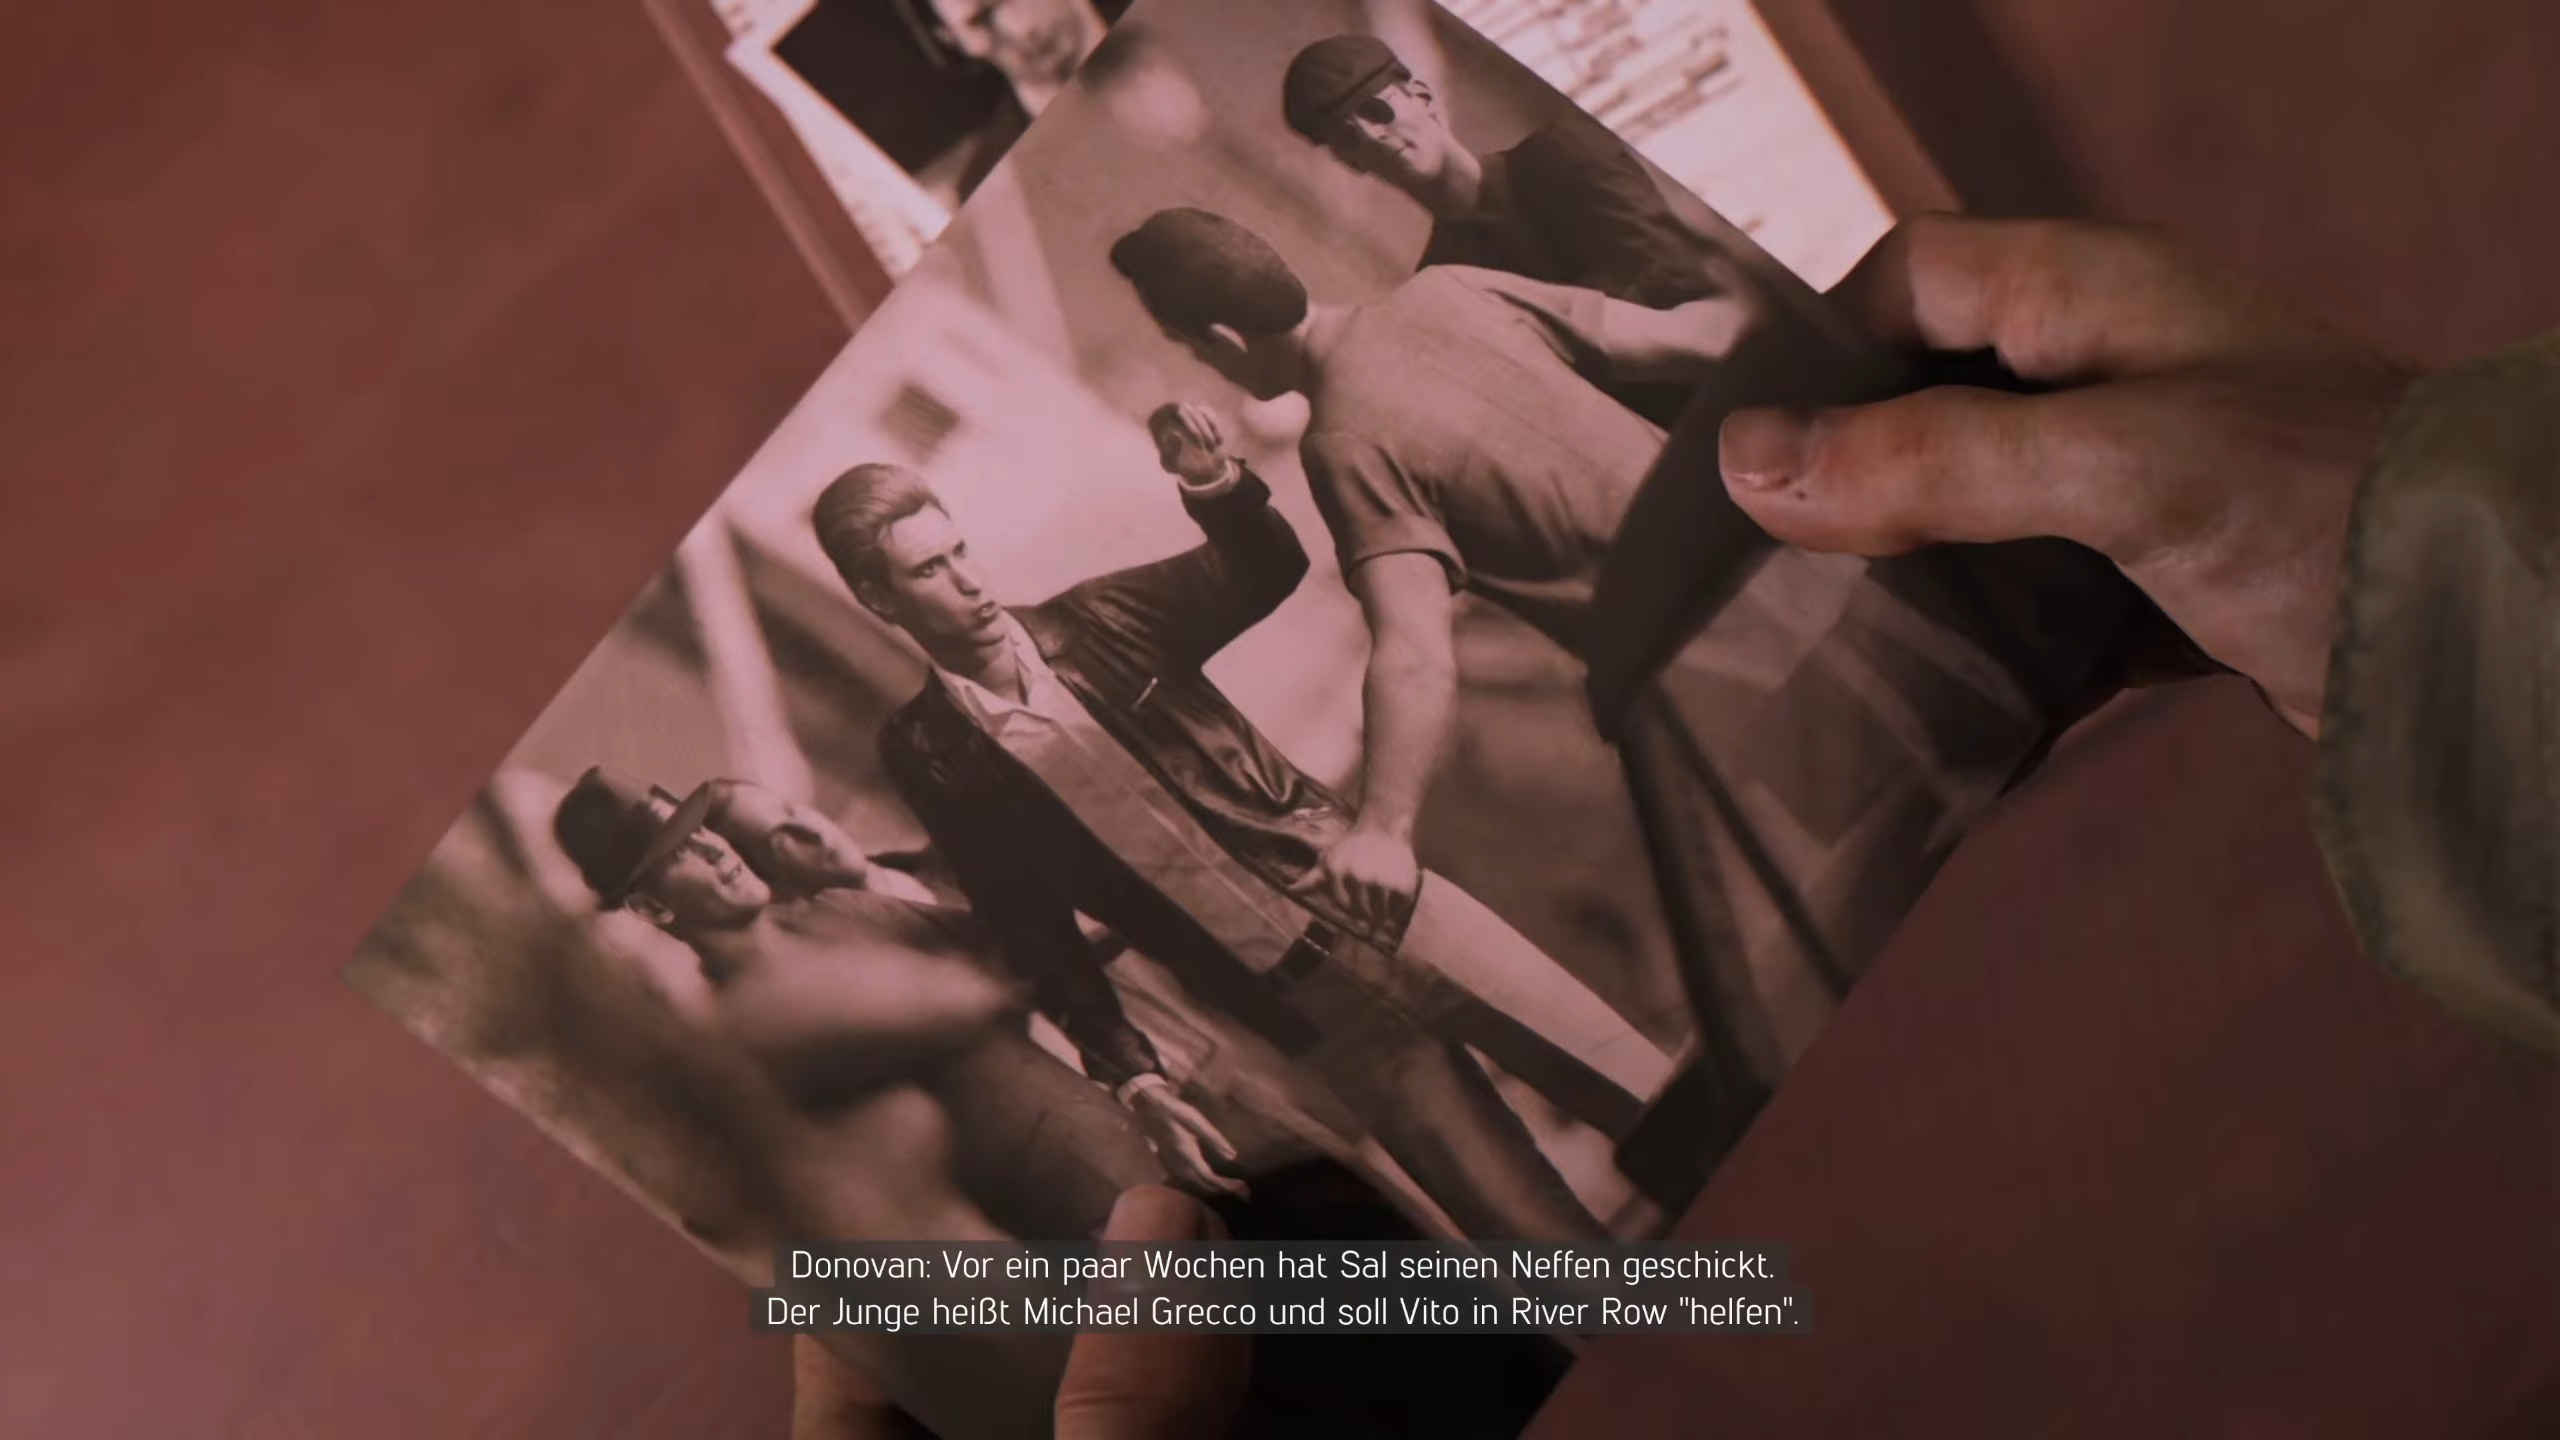 Donovan: Vor ein paar Wochen hat Sal seinen Neffen geschickt.
Der Junge heißt Michael Grecco und soll Vito in River Row "helfen".